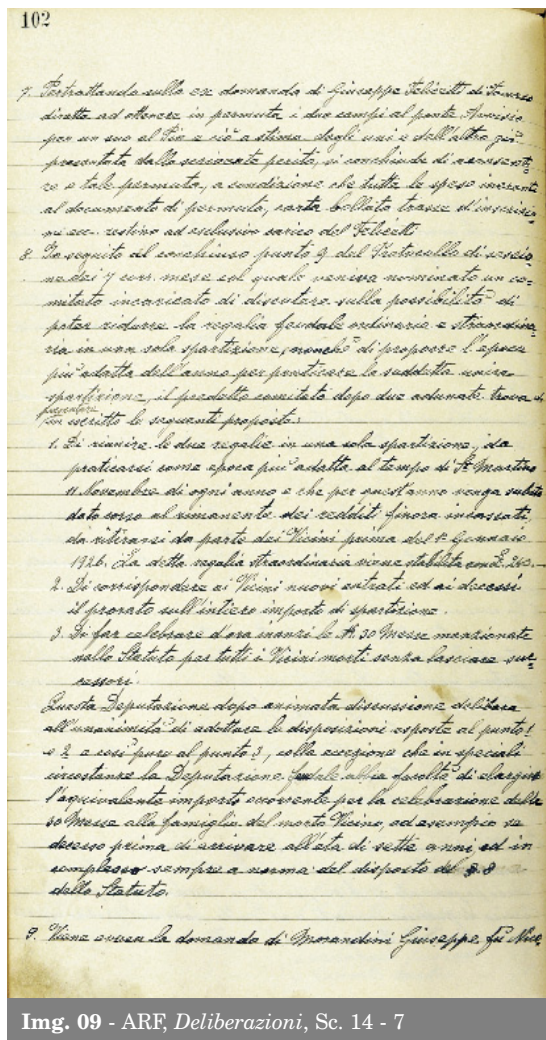 102
7. Pertrattando sulla ex domanda di Giuseppe Felicetti di Tomaso
diretta ad ottenere in permuta i due campi al ponte, Avvisio
per un suo al Pin e ciò a stima degli uni e dell'altro già
presentata dalla servente perito, si conchiude di acconsenti=
re a tale permuta, a condizione che tutte le spese inerenti
al documento di permuta, carta bollata tasse d'inscrizio=
ni ecc. restino ad esclusivo carico del Felicetti.
8. In seguito al conchiuso punto 9 del Protocollo di sessio
ne dei 7 corr. mese col quale veniva nominato un co=
mitato incaricato di discutere sulla possibilità di
poter ridurre la regalia feudale ordinaria e straordina=
ria in una sola spartizione, nonchè di proporre l'epoca
più adatta dell'anno per praticare la suddetta unica
spartizione, il predetto comitato dopo due adunate trova di
presentare
in iscritto le seguenti proposte:
1. Di riunire le due regalie in una sola spartizione, da
praticarsi come epoca più adatta al tempo di St. Martino
11 Novembre di ogni anno e che per quest'anno venga subito
dato corso al rimanente dei redditi finora incassati,
da ritirarsi da parte dei Vicini prima del 1° Gennaio
1926. La detta regalia straordinaria viene stabilita con £. 263.-
2. Di corrispondere ai Vicini nuovi entrati ed ai decessi
il prorato sull'intiero importo di spartizione.
3. Di far celebrare d'ora inanzi le N. 30 Messe menzionate
nello Statuto per tutti i Vicini morti senza lasciare suc=
cessori.
Questa Deputazione dopo animata discussione delibera
all'unanimità di adottare le disposizioni esposte al punto 1
e 2 e così pure al punto 3, colla eccezione che in speciali
circostanze la Deputazione feudale abbia facoltà di elargire
l'equivalente importo occorrente per la celebrazione delle
30 Messe alla famiglia del morto Vicino, ad esempio se
decesso prima di arrivare all'età di sette anni, ed in
complesso sempre a norma del disposto del § 8
dello Statuto.
9. Viene evasa la domanda di Morandini Giuseppe fu Nico
Img. 09 - ARF, Deliberazioni, Sc. 14 - 7